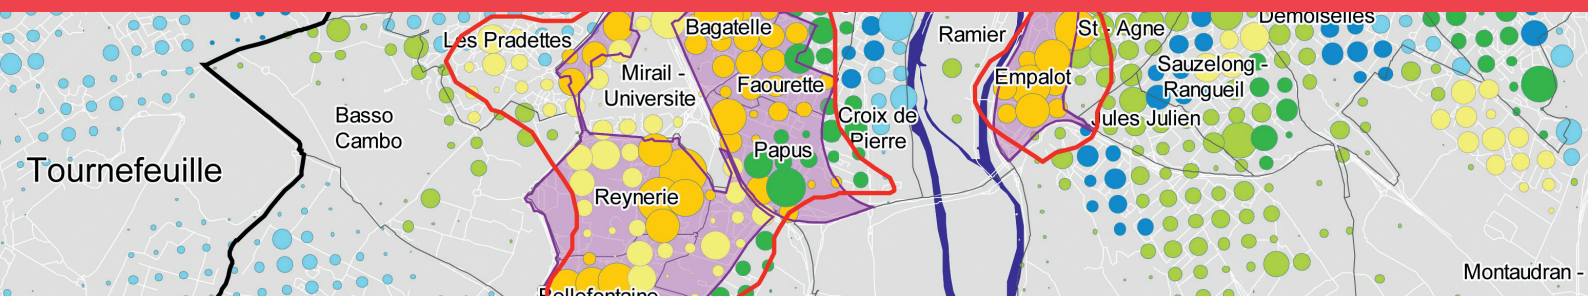 Demoiselles
Les Pradettes
Bagatelle
Ramier
St - Agne
Mirail -
Universite
Faourette
Empalot
Sauzelong -
Rangueil
Basso
Cambo
Croix de
Pierre
Jules Julien
Papus
Tournefeuille
Reynerie
Montaudran -
Bellefontaine